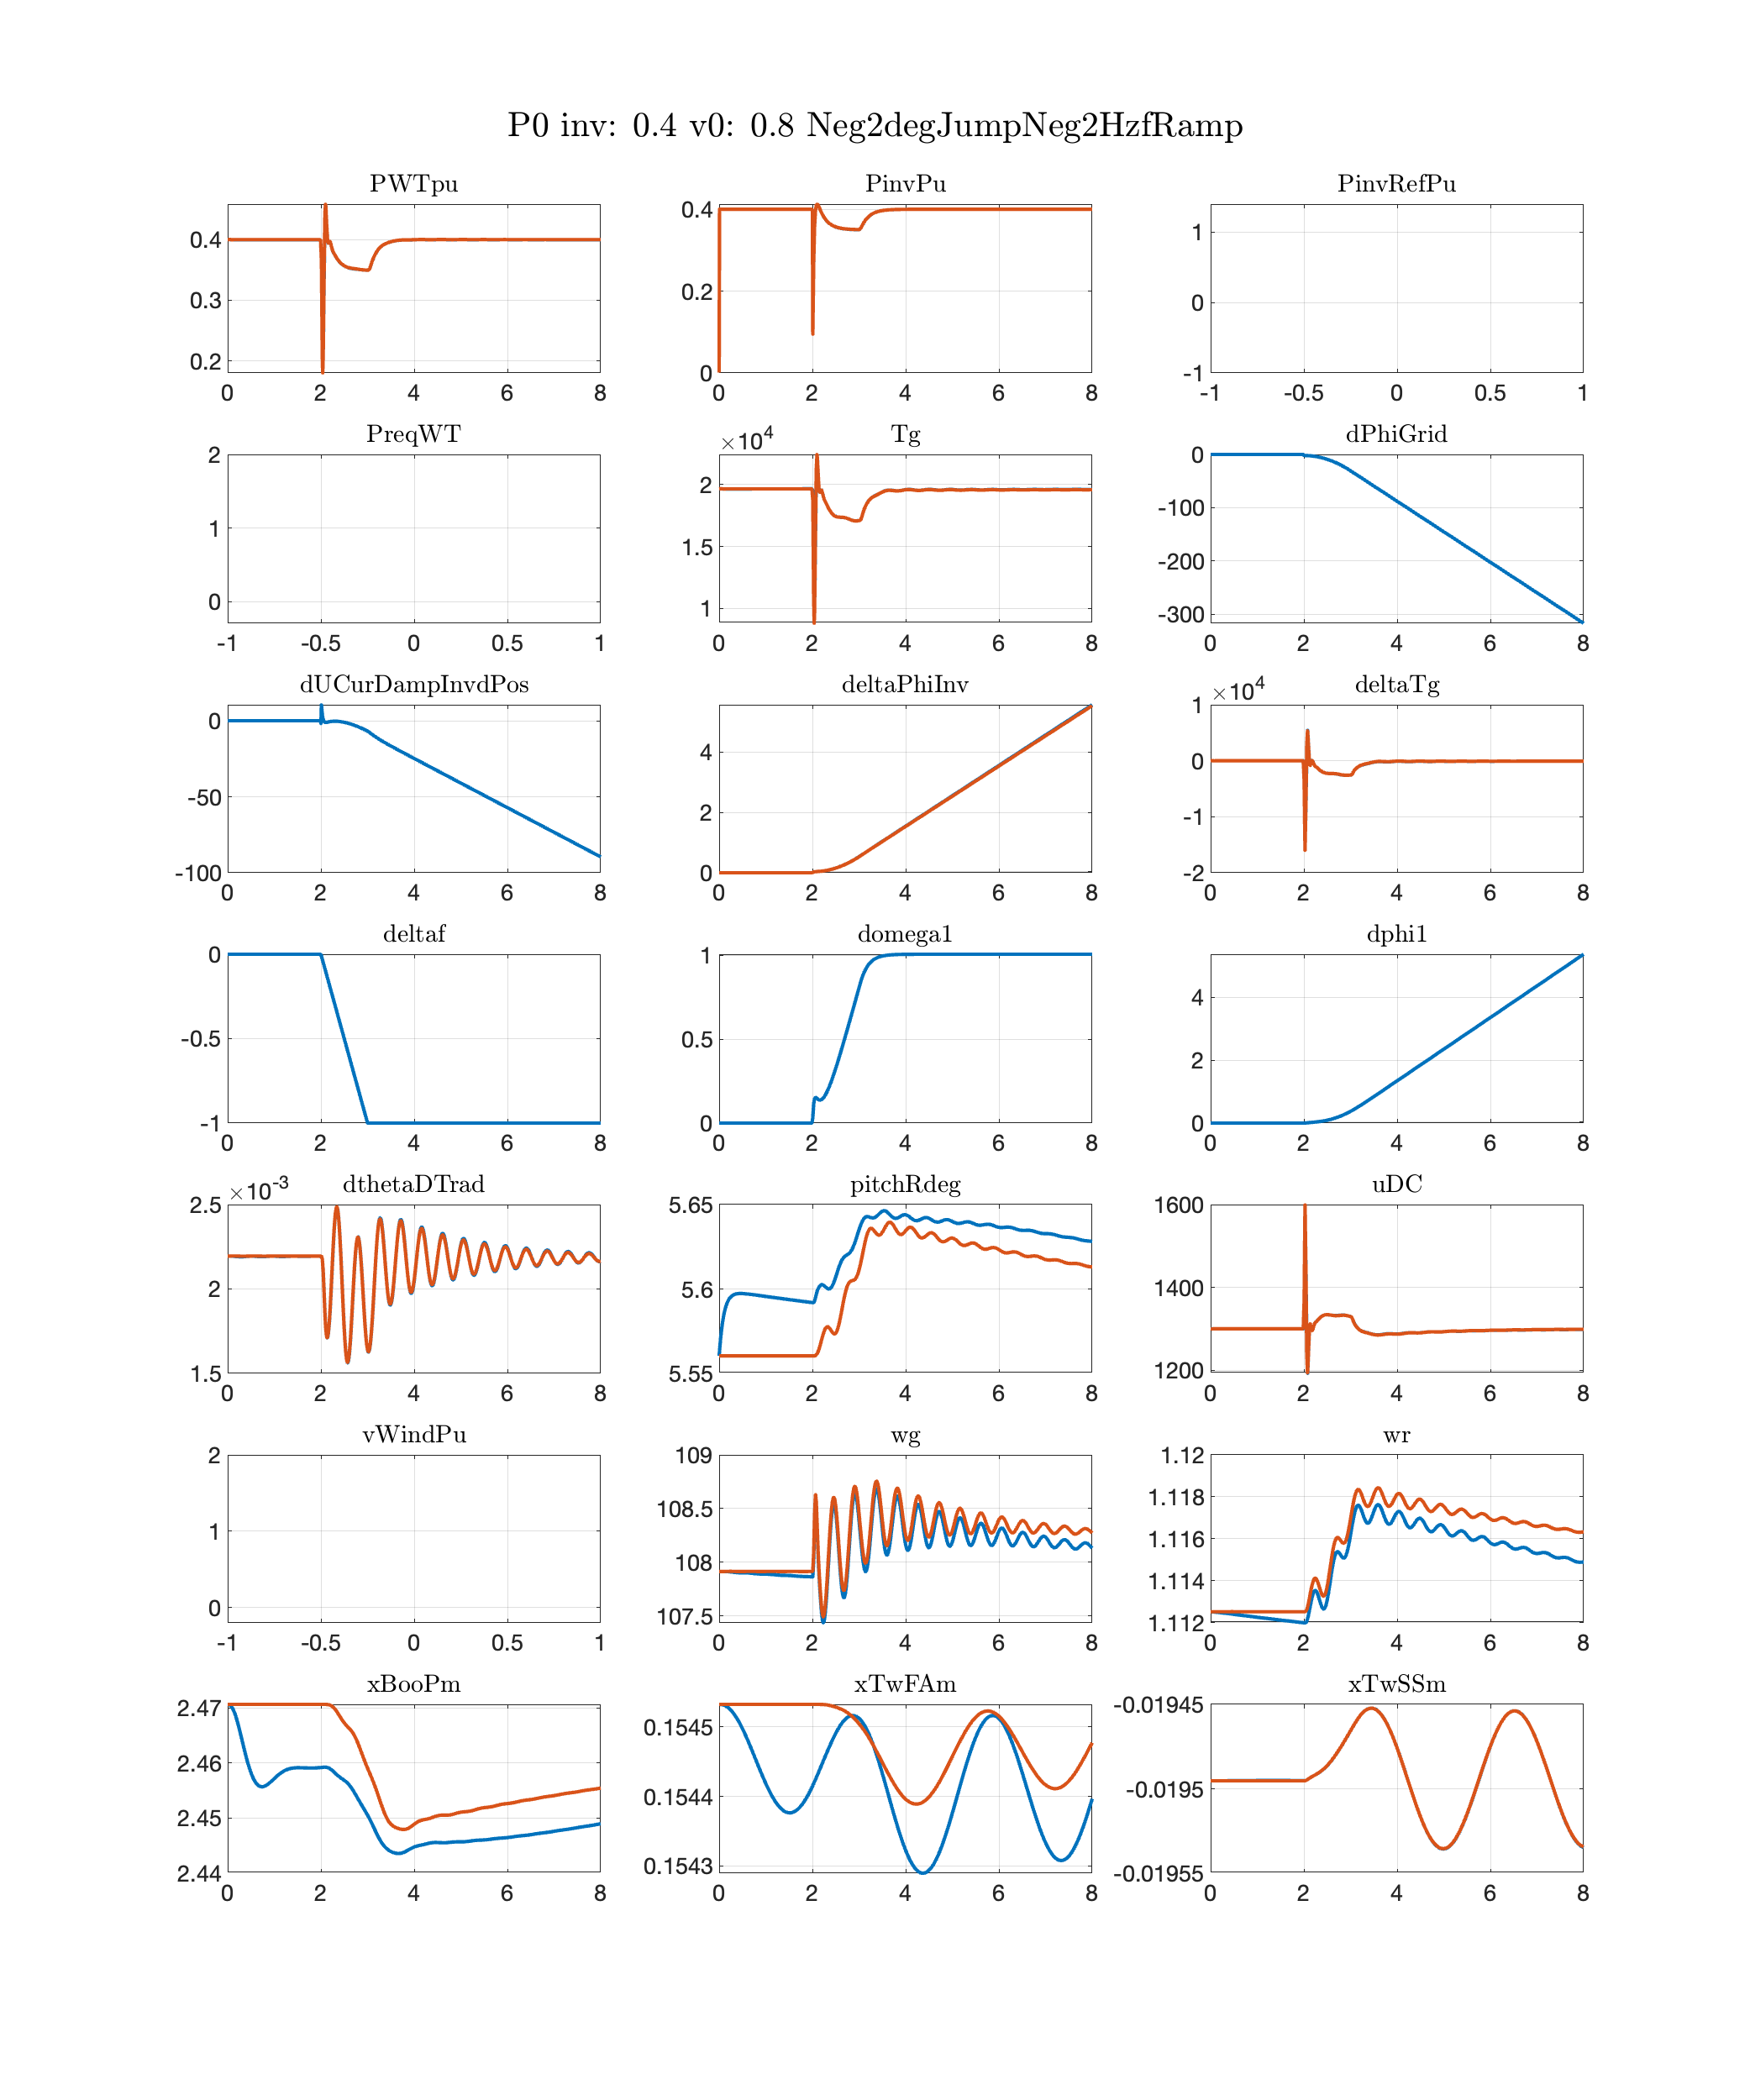 P0 inv: 0.4 v0: 0.8 Neg2degJumpNeg2HzfRamp
PWTpu PinvPu PinvRefPu
0.4 0.3 0.2
0 2 4 6 8
0.4 0.2 0
0 2 4 6 8
1 0 -1
-1 -0.5 0 0.5 1
PreqWT Tg dPhiGrid
2 1 0
-1 -0.5 0 0.5 1
×10^4
2 1.5 1
0 2 4 6 8
0 -100 -200 -300
0 2 4 6 8
dUCurDampInvdPos deltaPhiInv deltaTg
0 -50 -100
0 2 4 6 8
4 2 0
0 2 4 6 8
×10^4
1 0 -1 -2
0 2 4 6 8
deltaf domega1 dphi1
0 -0.5 -1
0 2 4 6 8
1 0.5 0
0 2 4 6 8
4 2 0
0 2 4 6 8
dthetaDTrad pitchRdeg uDC
×10^-3
2.5 2 1.5
0 2 4 6 8
5.65 5.6 5.55
0 2 4 6 8
1600 1400 1200
0 2 4 6 8
vWindPu wg wr
2 1 0
-1 -0.5 0 0.5 1
109 108.5 108 107.5
0 2 4 6 8
1.12 1.118 1.116 1.114 1.112
0 2 4 6 8
xBooPm xTwFAm xTwSSm
2.47 2.46 2.45 2.44
0 2 4 6 8
0.1545 0.1544 0.1543
0 2 4 6 8
-0.01945 -0.0195 -0.01955
0 2 4 6 8